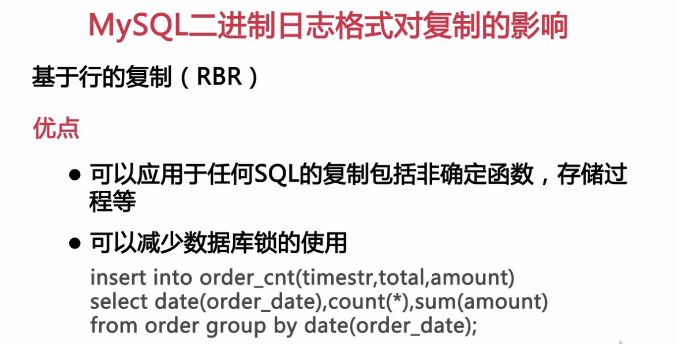 MySQL二进制日志格式对复制的影响
基于行的复制（RBR）
优点
● 可以应用于任何SQL的复制包括非确定函数，存储过
程等
● 可以减少数据库锁的使用
insert into order_cnt(timestr,total,amount)
select date(order_date),count(*),sum(amount)
from order group by date(order_date);